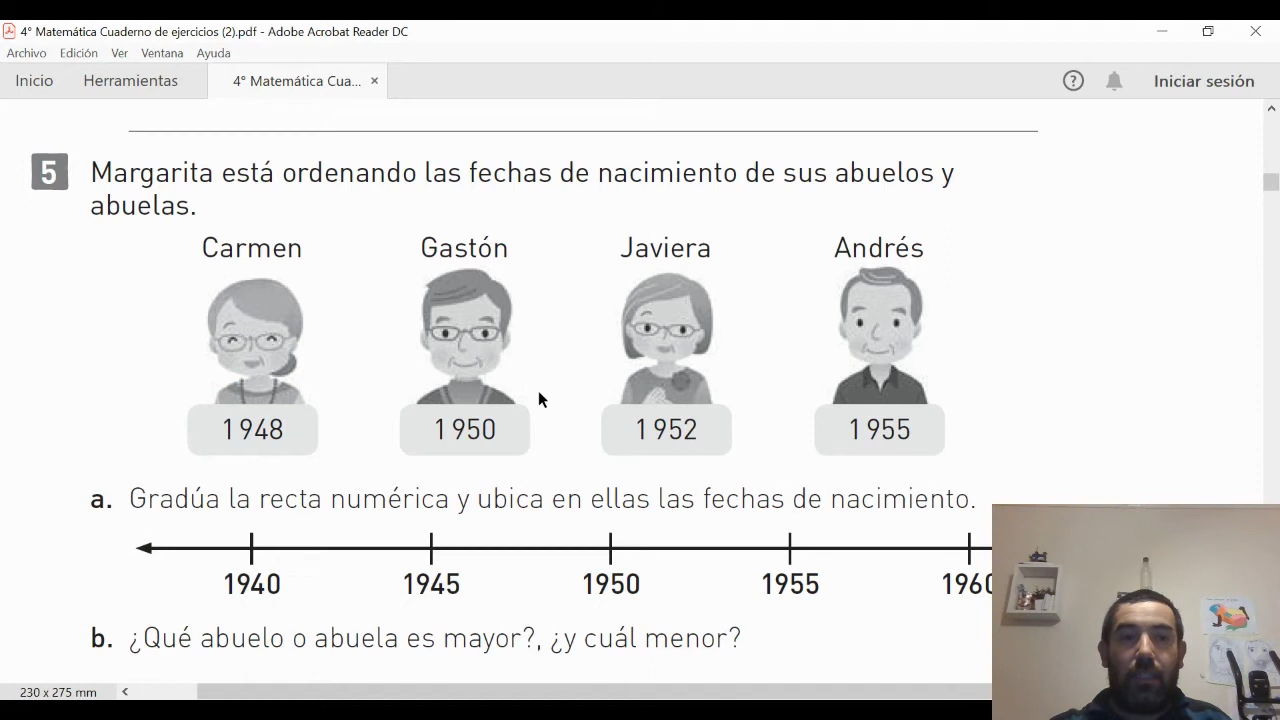 4° Matemática Cuaderno de ejercicios (2).pdf - Adobe Acrobat Reader DC
Archivo Edición Ver Ventana Ayuda
Inicio Herramientas 4° Matemática Cua... × ? Iniciar sesión
5 Margarita está ordenando las fechas de nacimiento de sus abuelos y
abuelas.
Carmen Gastón Javiera Andrés
1948 1950 1952 1955
a. Gradúa la recta numérica y ubica en ellas las fechas de nacimiento.
1940 1945 1950 1955 1960
b. ¿Qué abuelo o abuela es mayor?, ¿y cuál menor?
230 x 275 mm